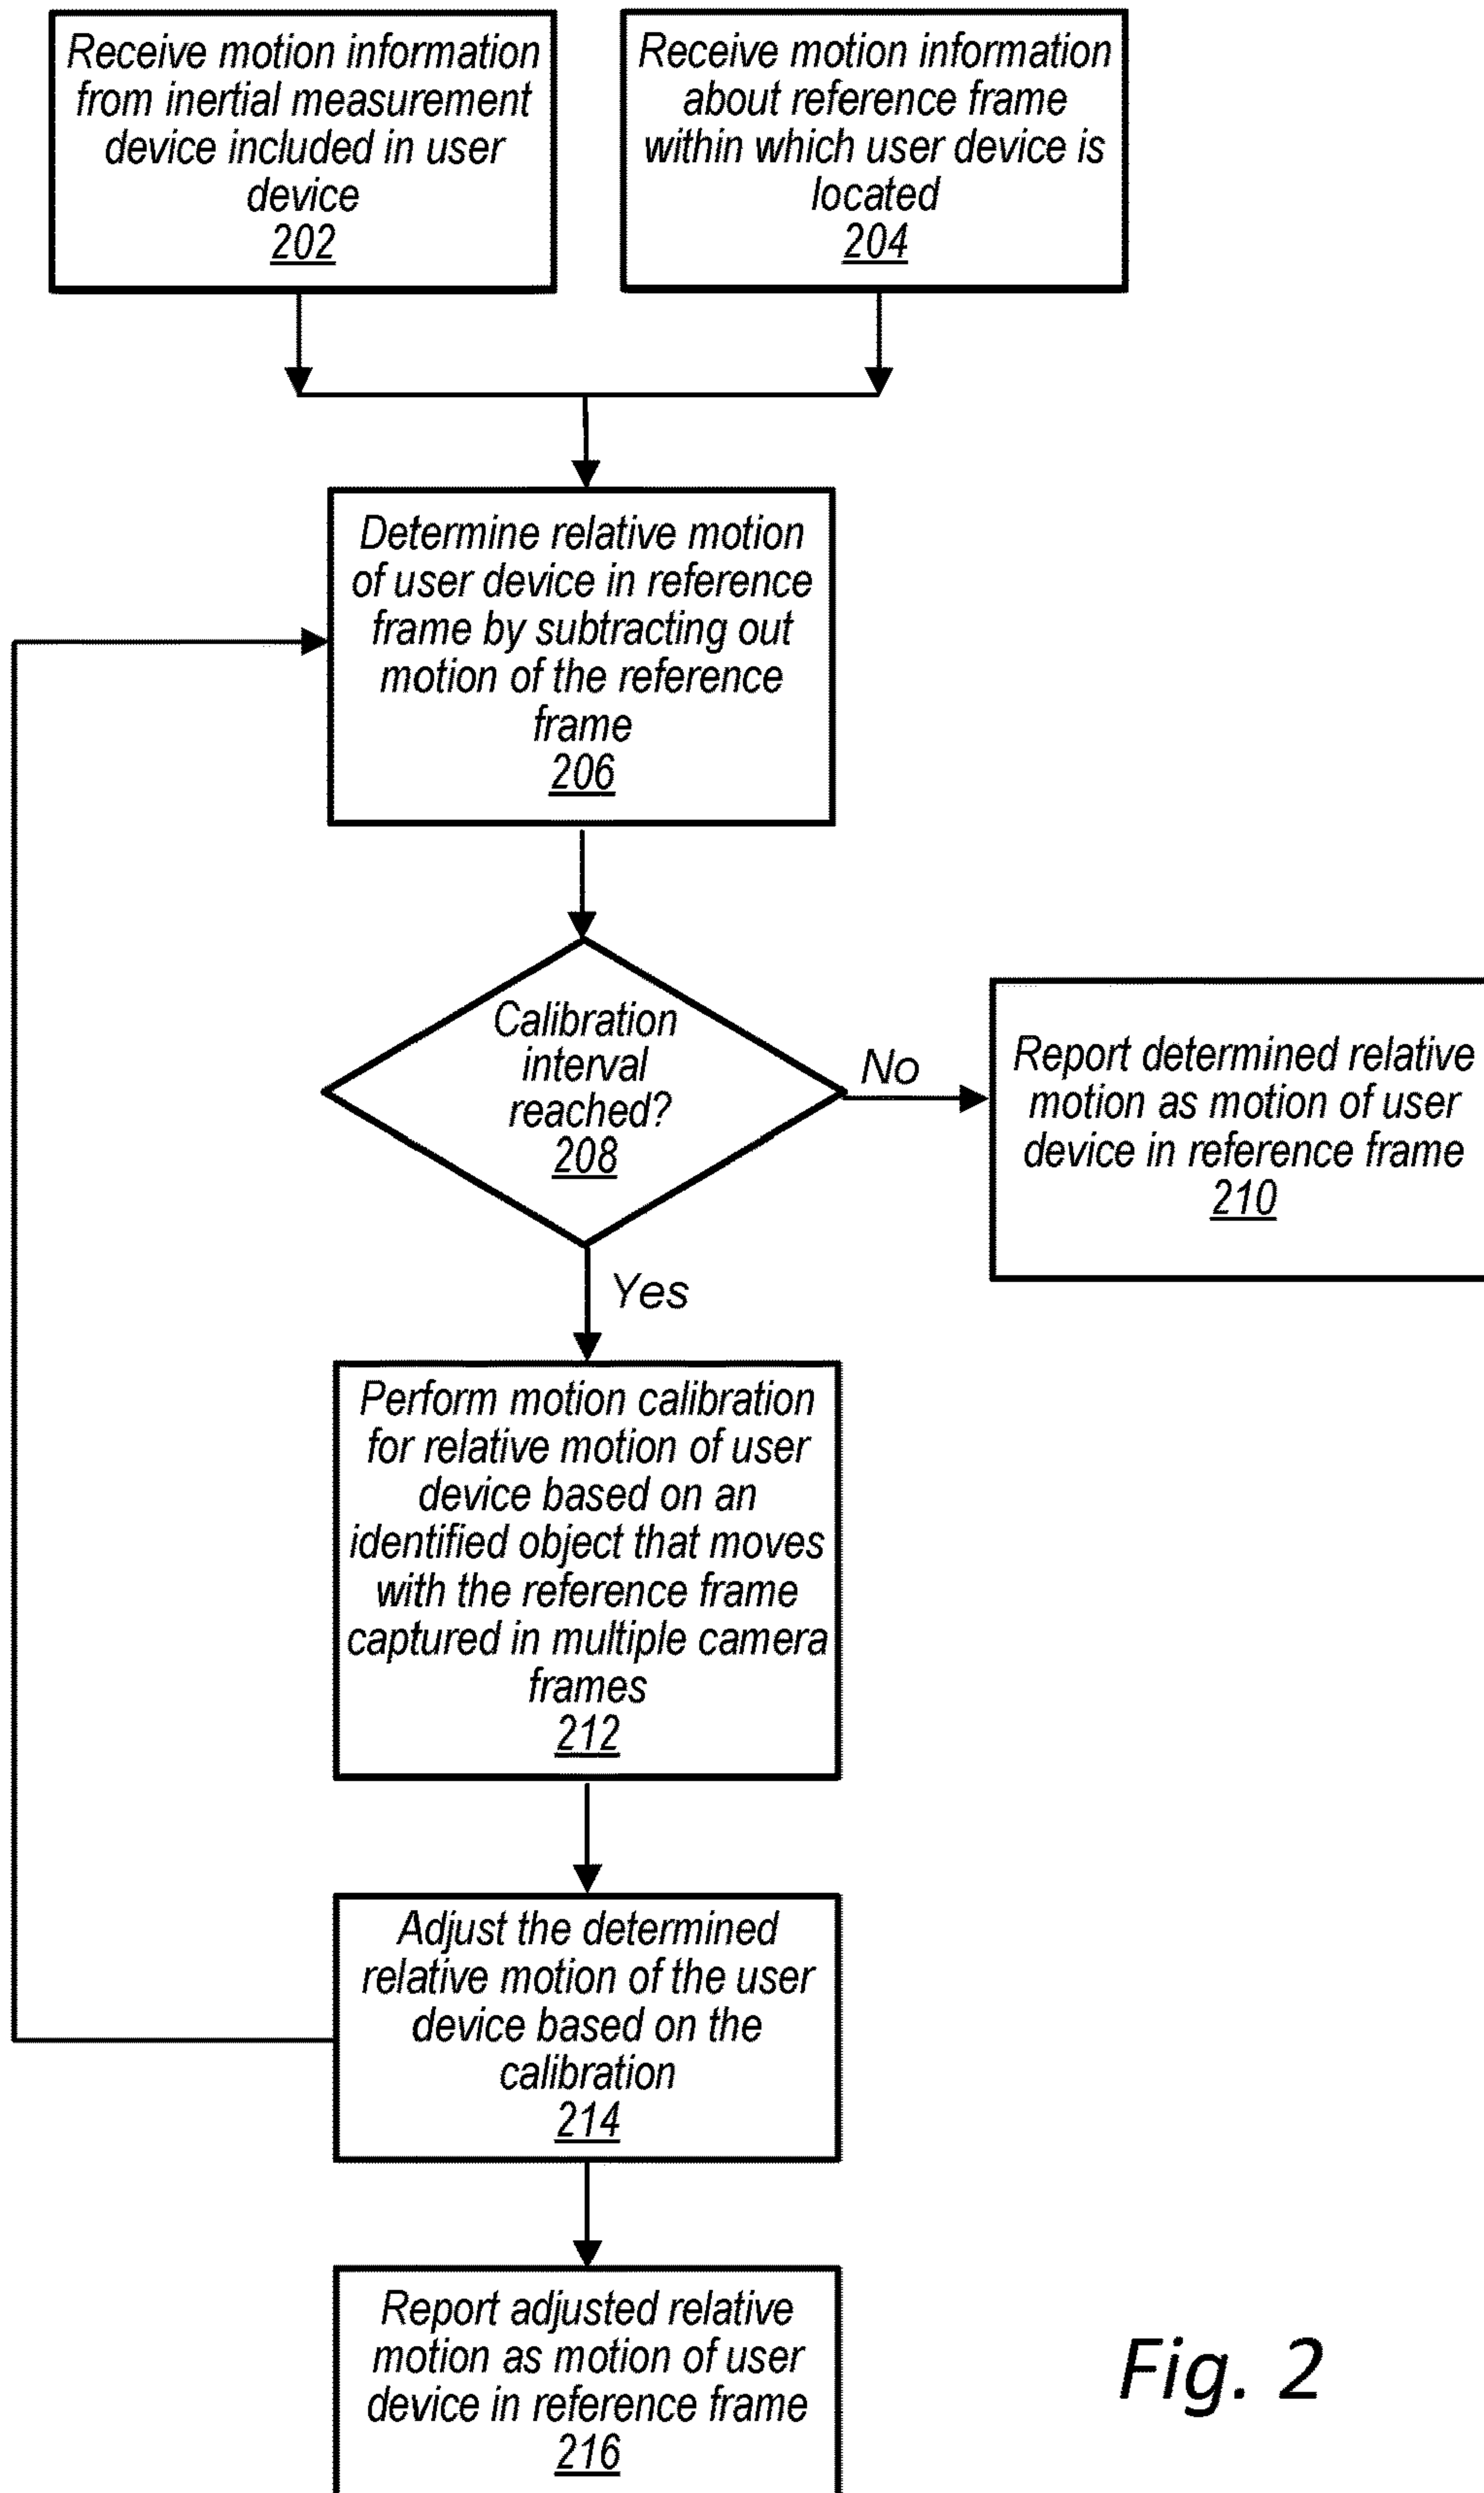 Receive motion information
from inertial measurement
device included in user
device
202
Receive motion information
about reference frame
within which user device is
located
204
Determine relative motion
of user device in reference
frame by subtracting out
motion of the reference
frame
206
Calibration
interval
reached?
208
No
Report determined relative
motion as motion of user
device in reference frame
210
Yes
Perform motion calibration
for relative motion of user
device based on an
identified object that moves
with the reference frame
captured in multiple camera
frames
212
Adjust the determined
relative motion of the user
device based on the
calibration
214
Report adjusted relative
motion as motion of user
device in reference frame
216
Fig. 2